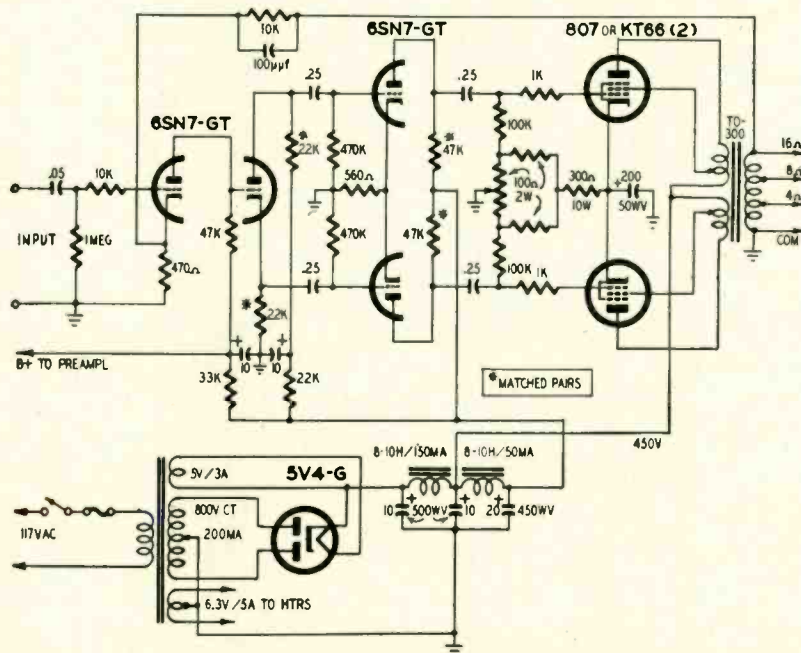 10K
100µµf
6SN7-GT
807 OR KT66 (2)
.25
.25
1K
6SN7-GT
TO-300
16Ω
8Ω
4Ω
COM
.05
10K
*
22K
470K
*
47K
100K
560Ω
100Ω
2W
300Ω
10W
+
200
50WV
INPUT
1MEG
470Ω
47K
470K
47K
*
.25
.25
100K
1K
*
22K
+
+
10
10
B+ TO PREAMPL
33K
22K
*MATCHED PAIRS
450V
8-10H/150MA
8-10H/50MA
5V/3A
5V4-G
+
+
+
10
500WV
10
20
450WV
117VAC
800V CT
200MA
6.3V/5A TO HTRS